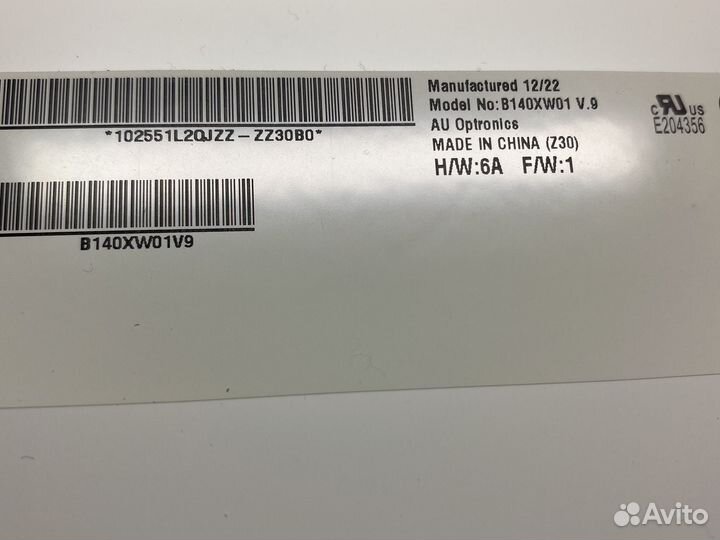 *102551L2QJZZ-ZZ30B0*
B140XW01V9
Manufactured 12/22
Model No:B140XW01 V.9
AU Optronics
MADE IN CHINA (Z30)
H/W:6A F/W:1
c RU US
E204356
Avito